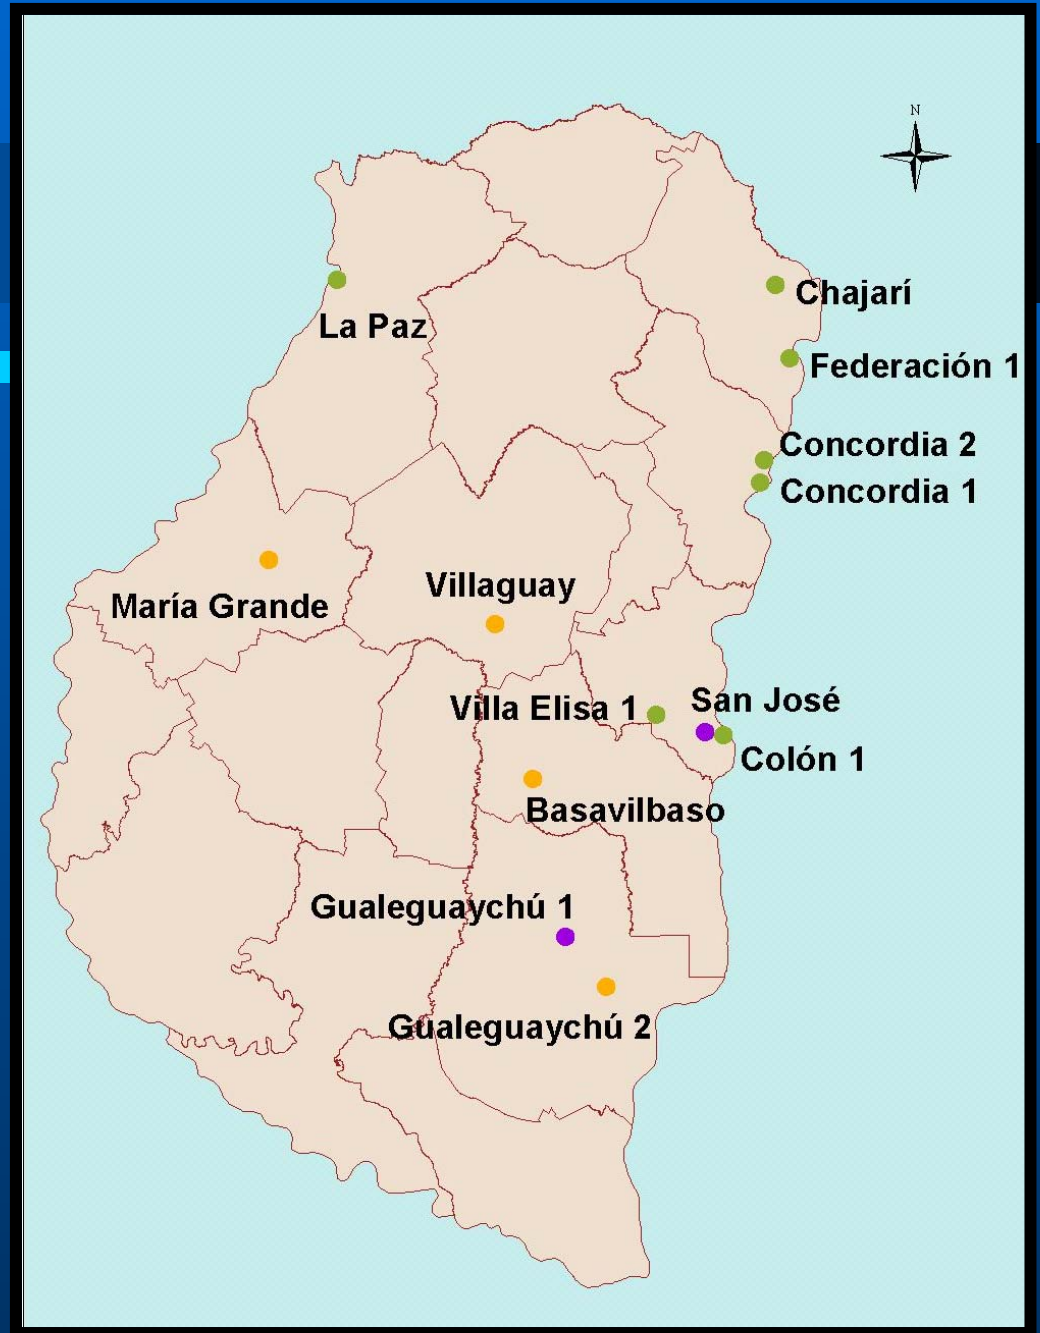 N
Chajarí
La Paz
Federación 1
Concordia 2
Concordia 1
Villaguay
María Grande
San José
Villa Elisa 1
Colón 1
Basavilbaso
Gualeguaychú 1
Gualeguaychú 2